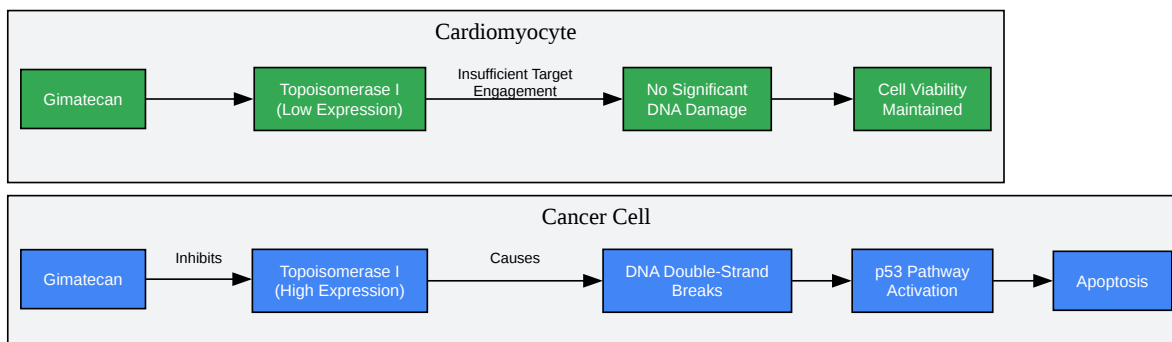 Cardiomyocyte
Gimatecan
Topoisomerase I
(Low Expression)
Insufficient Target
Engagement
No Significant
DNA Damage
Cell Viability
Maintained
Cancer Cell
Gimatecan
Inhibits
Topoisomerase I
(High Expression)
Causes
DNA Double-Strand
Breaks
p53 Pathway
Activation
Apoptosis